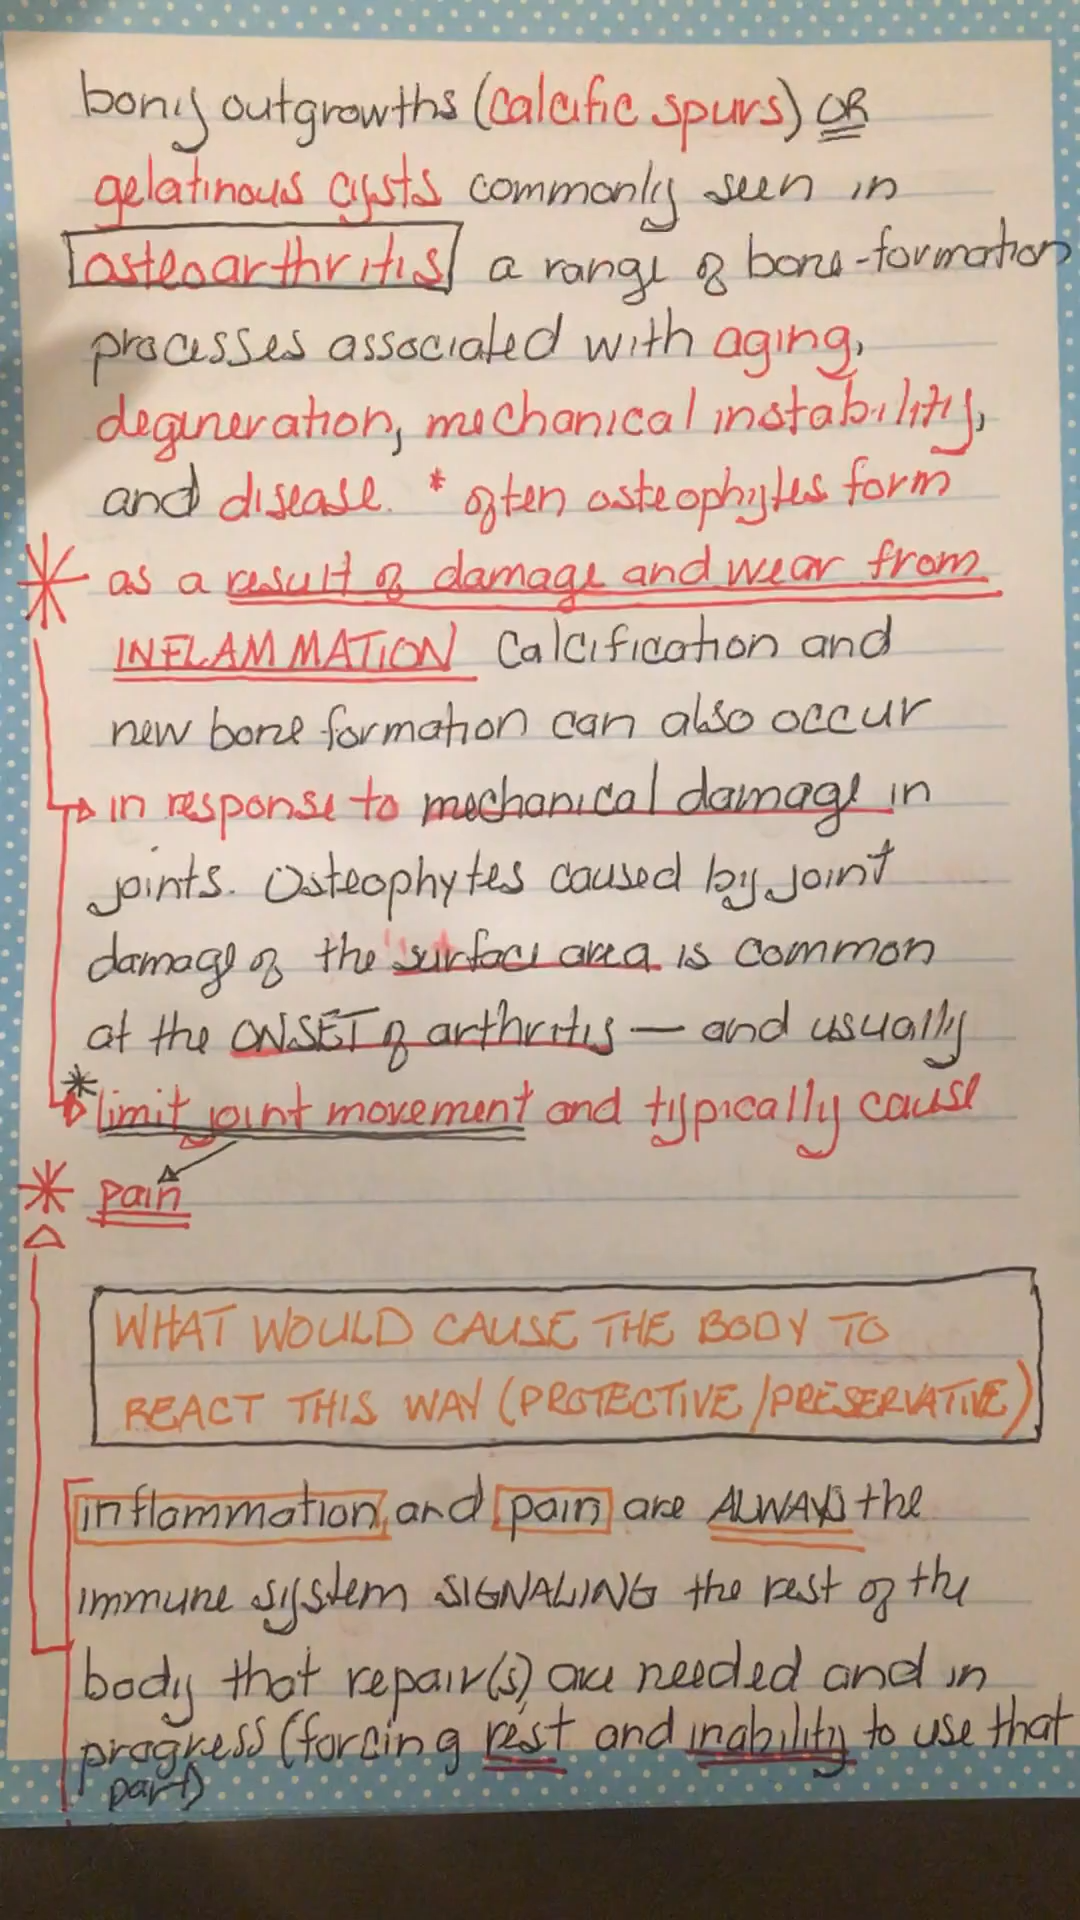 bony outgrowths (calcific spurs) OR
gelatinous cysts commonly seen in
osteoarthritis a range of bone-formation
processes associated with aging,
degeneration, mechanical instability,
and disease. * often osteophytes form
* as a result of damage and wear from
INFLAMMATION Calcification and
new bone formation can also occur
in response to mechanical damage in
joints. Osteophytes caused by joint
damage of the surface area is common
at the ONSET of arthritis — and usually
* limit joint movement and typically cause
* pain
WHAT WOULD CAUSE THE BODY TO
REACT THIS WAY (PROTECTIVE/PRESERVATIVE)
inflammation and pain are ALWAYS the
immune system SIGNALING the rest of the
body that repair(s) are needed and in
progress (forcing rest and inability to use that
part)